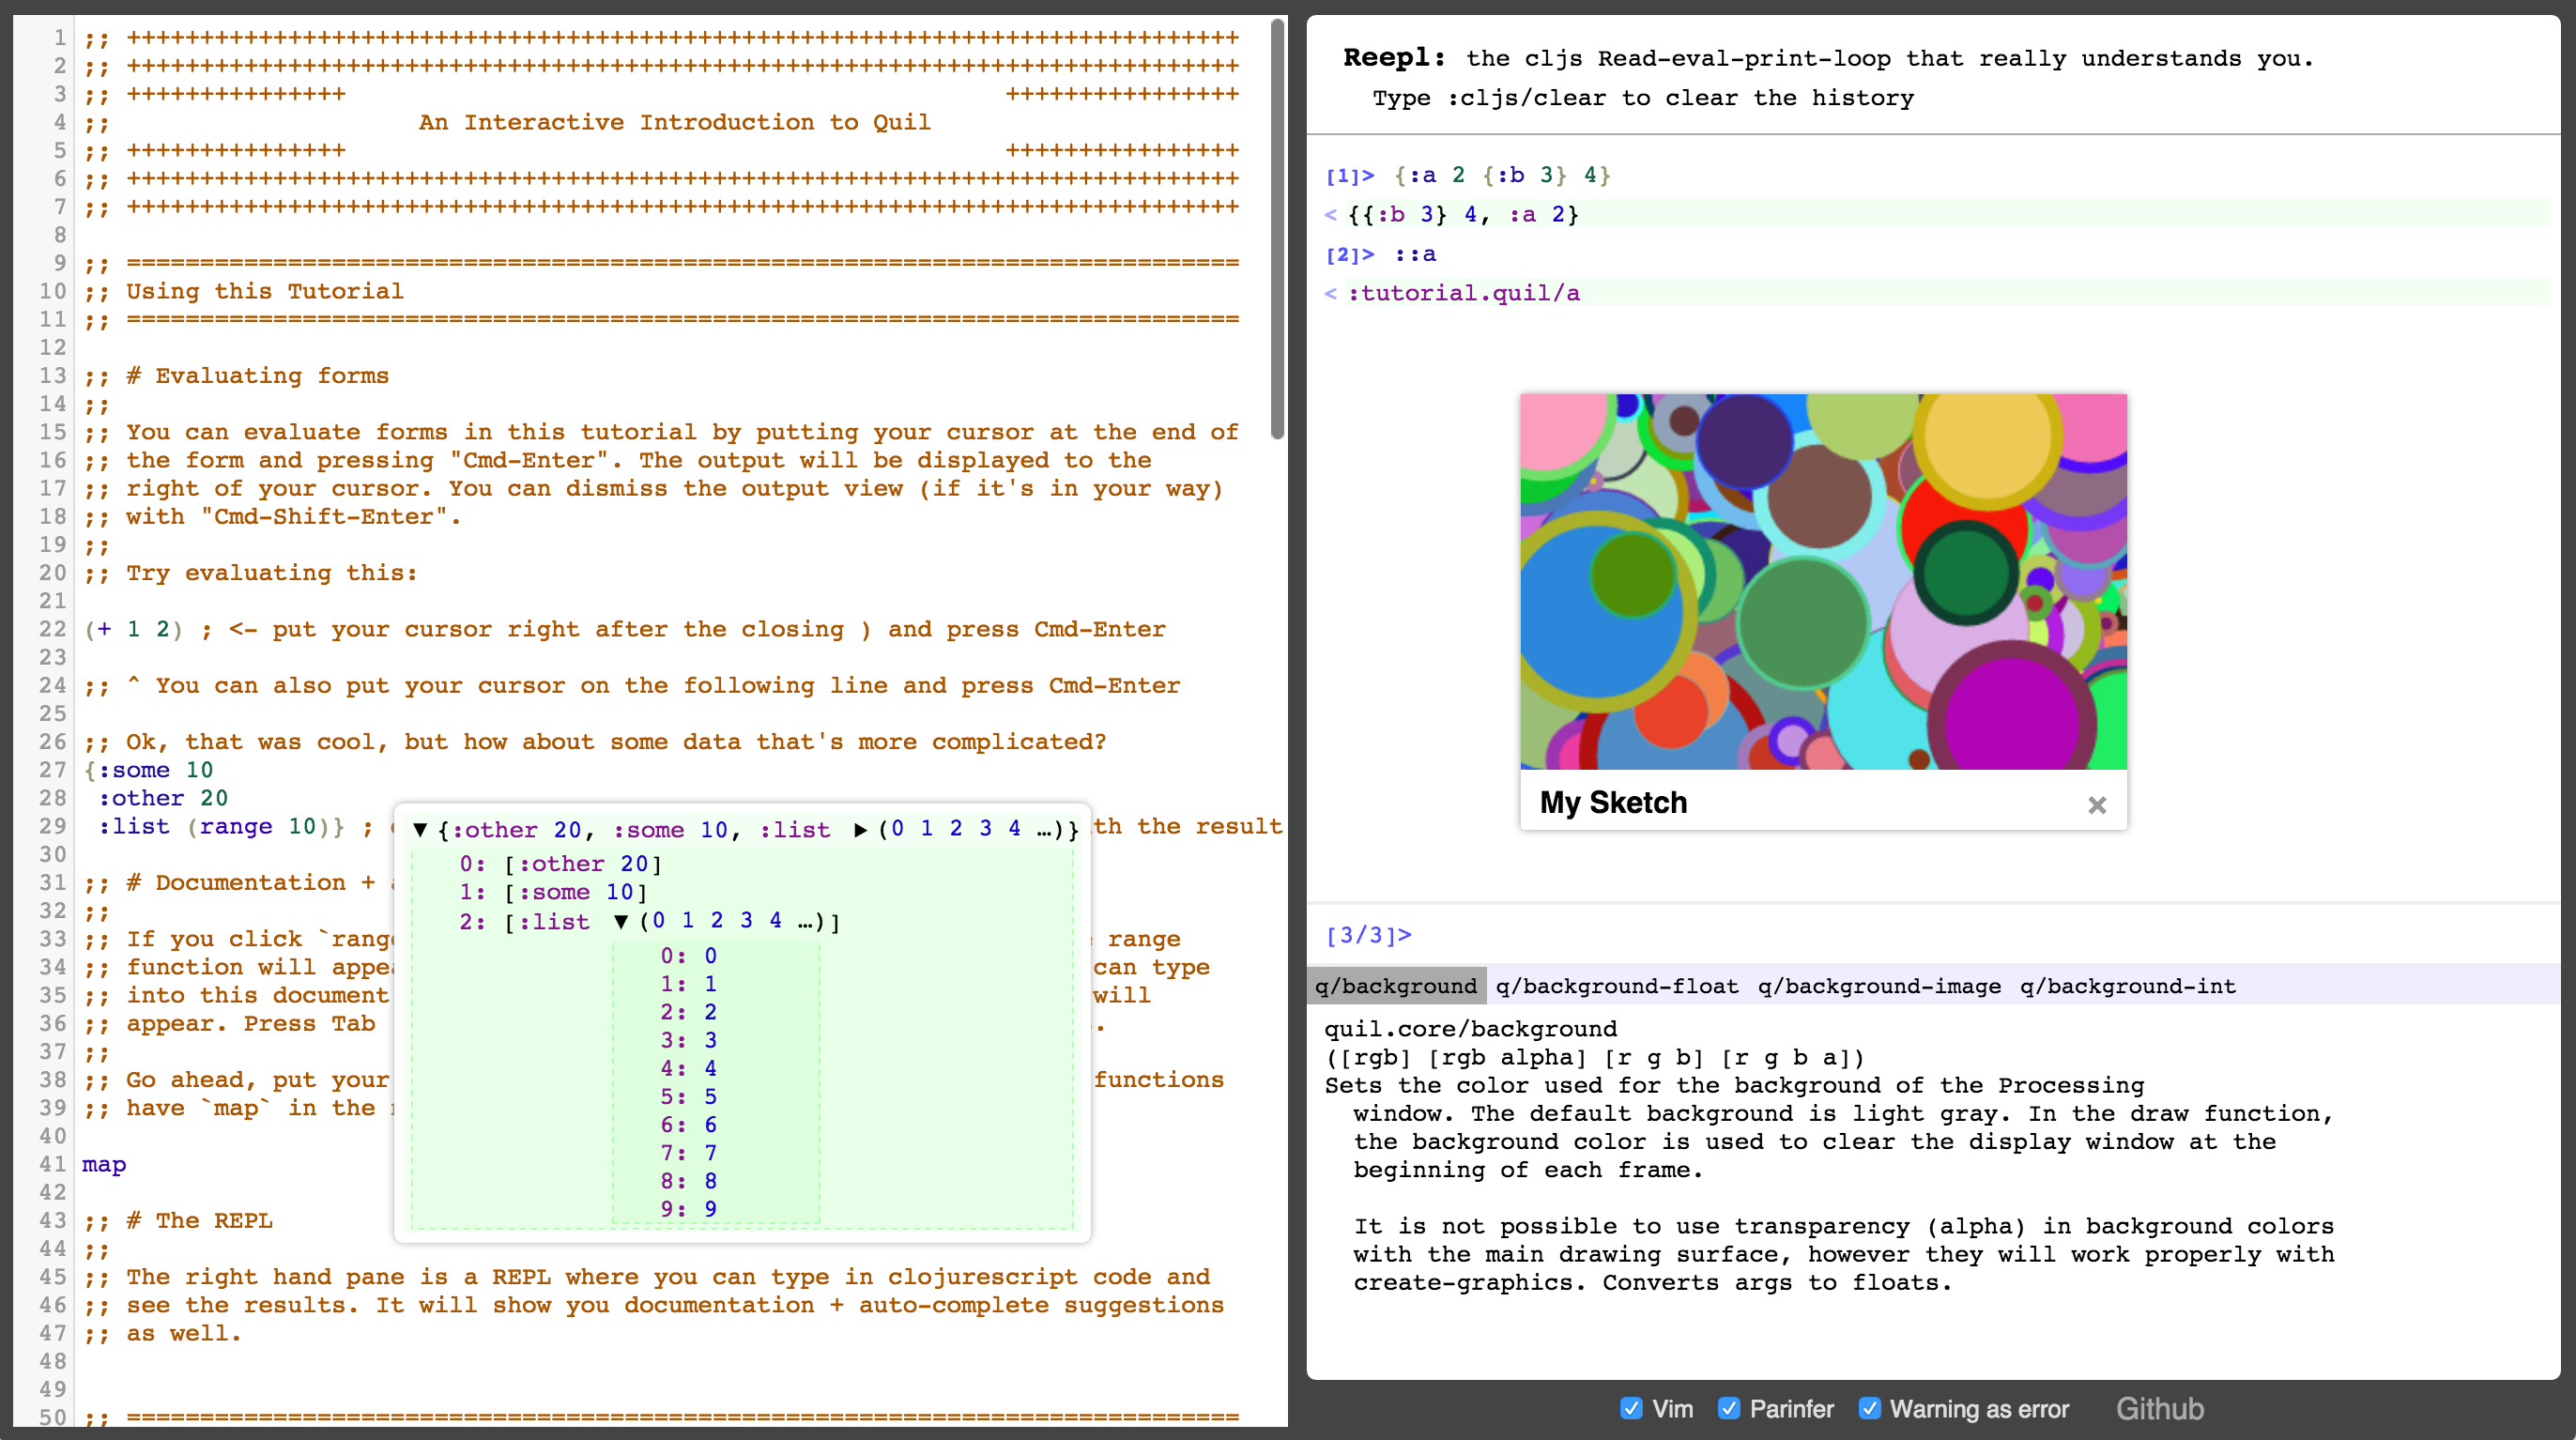 1 ;; ++++++++++++++++++++++++++++++++++++++++++++++++++++++++++++++++++++++++++++
2 ;; ++++++++++++++++++++++++++++++++++++++++++++++++++++++++++++++++++++++++++++
3 ;; +++++++++++++++                                             ++++++++++++++++
4 ;;                     An Interactive Introduction to Quil
5 ;; +++++++++++++++                                             ++++++++++++++++
6 ;; ++++++++++++++++++++++++++++++++++++++++++++++++++++++++++++++++++++++++++++
7 ;; ++++++++++++++++++++++++++++++++++++++++++++++++++++++++++++++++++++++++++++
8
9 ;; ============================================================================
10 ;; Using this Tutorial
11 ;; ============================================================================
12
13 ;; # Evaluating forms
14 ;;
15 ;; You can evaluate forms in this tutorial by putting your cursor at the end of
16 ;; the form and pressing "Cmd-Enter". The output will be displayed to the
17 ;; right of your cursor. You can dismiss the output view (if it's in your way)
18 ;; with "Cmd-Shift-Enter".
19 ;;
20 ;; Try evaluating this:
21
22 (+ 1 2) ; <- put your cursor right after the closing ) and press Cmd-Enter
23
24 ;; ^ You can also put your cursor on the following line and press Cmd-Enter
25
26 ;; Ok, that was cool, but how about some data that's more complicated?
27 {:some 10
28  :other 20
29  :list (range 10)} ; the result
30
31 ;; # Documentation +
32 ;;
33 ;; If you click range
34 ;; function will can type
35 ;; into this document will
36 ;; appear. Press Tab
37 ;;
38 ;; Go ahead, put your functions
39 ;; have `map` in the
40
41 map
42
43 ;; # The REPL
44 ;;
45 ;; The right hand pane is a REPL where you can type in clojurescript code and
46 ;; see the results. It will show you documentation + auto-complete suggestions
47 ;; as well.
48
49
50 ;; ============================================================================
▼ {:other 20, :some 10, :list ▶ (0 1 2 3 4 …)}
0: [:other 20]
1: [:some 10]
2: [:list ▼ (0 1 2 3 4 …)]
0: 0
1: 1
2: 2
3: 3
4: 4
5: 5
6: 6
7: 7
8: 8
9: 9
Reepl: the cljs Read-eval-print-loop that really understands you.
Type :cljs/clear to clear the history
[1]> {:a 2 {:b 3} 4}
< {{:b 3} 4, :a 2}
[2]> ::a
< :tutorial.quil/a
My Sketch ×
[3/3]>
q/background q/background-float q/background-image q/background-int
quil.core/background
([rgb] [rgb alpha] [r g b] [r g b a])
Sets the color used for the background of the Processing
window. The default background is light gray. In the draw function,
the background color is used to clear the display window at the
beginning of each frame.
It is not possible to use transparency (alpha) in background colors
with the main drawing surface, however they will work properly with
create-graphics. Converts args to floats.
Vim Parinfer Warning as error Github